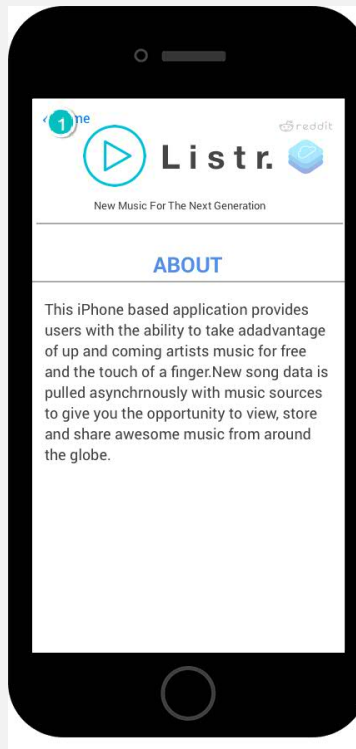 1
me
reddit
Listr.
New Music For The Next Generation
ABOUT
This iPhone based application provides
users with the ability to take adadvantage
of up and coming artists music for free
and the touch of a finger.New song data is
pulled asynchrnously with music sources
to give you the opportunity to view, store
and share awesome music from around
the globe.